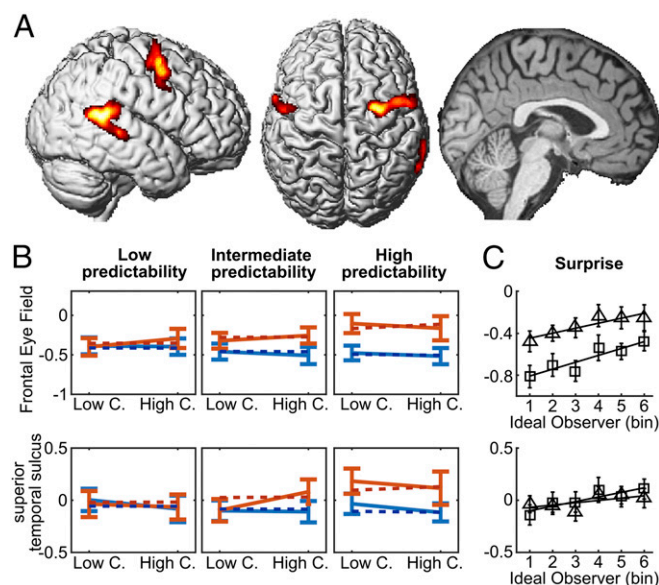 A
B
Low predictability
Intermediate predictability
High predictability
C
Surprise
Frontal Eye Field
0
-0.5
-1
Low C. High C.
Low C. High C.
Low C. High C.
0
-0.4
-0.8
1 2 3 4 5 6
Ideal Observer (bin)
superior
temporal sulcus
0.5
0
-0.5
Low C. High C.
Low C. High C.
Low C. High C.
0.5
0
-0.5
1 2 3 4 5 6
Ideal Observer (bin)